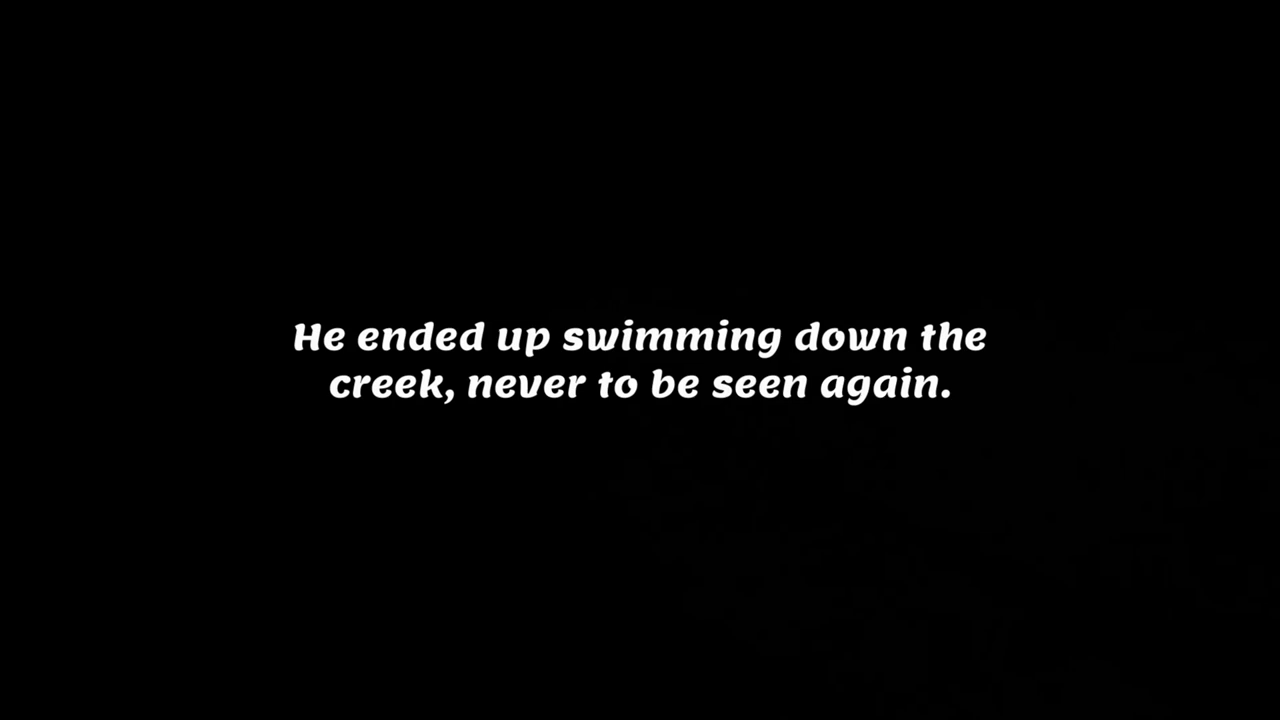 He ended up swimming down the
creek, never to be seen again.